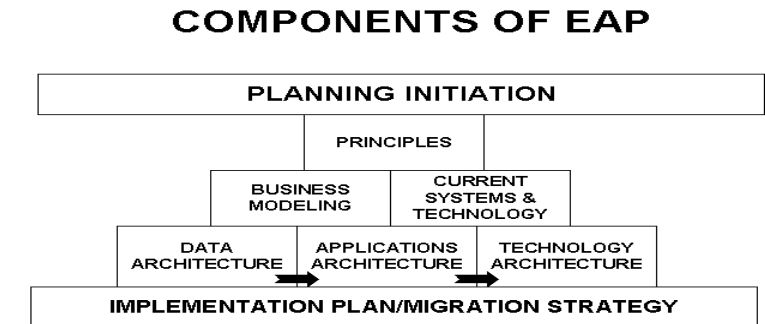 COMPONENTS OF EAP
PLANNING INITIATION
PRINCIPLES
BUSINESS
MODELING
CURRENT
SYSTEMS &
TECHNOLOGY
DATA
ARCHITECTURE
APPLICATIONS
ARCHITECTURE
TECHNOLOGY
ARCHITECTURE
IMPLEMENTATION PLAN/MIGRATION STRATEGY